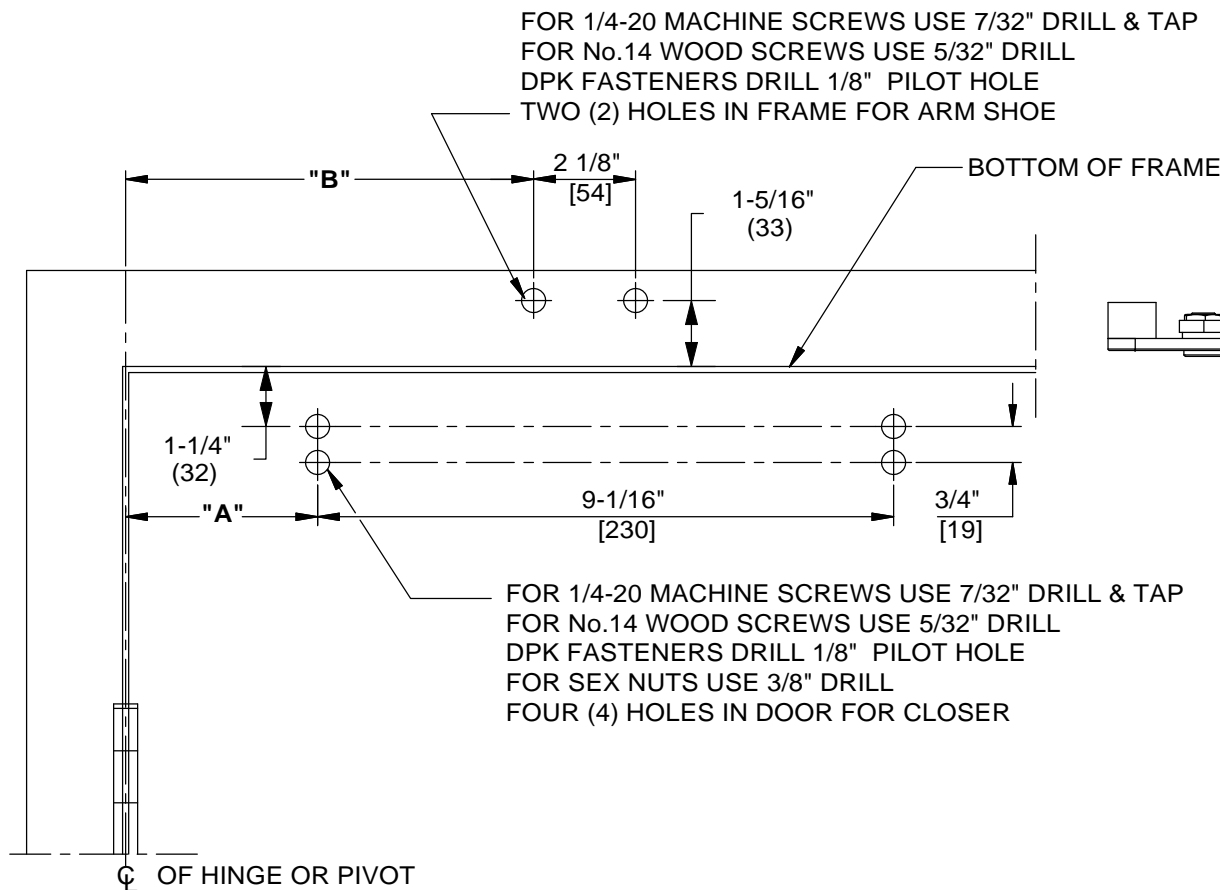 FOR 1/4-20 MACHINE SCREWS USE 7/32" DRILL & TAP
FOR No.14 WOOD SCREWS USE 5/32" DRILL
DPK FASTENERS DRILL 1/8" PILOT HOLE
TWO (2) HOLES IN FRAME FOR ARM SHOE
"B"
2 1/8"
[54]
BOTTOM OF FRAME
1-5/16"
(33)
1-1/4"
(32)
"A"
9-1/16"
[230]
3/4"
[19]
FOR 1/4-20 MACHINE SCREWS USE 7/32" DRILL & TAP
FOR No.14 WOOD SCREWS USE 5/32" DRILL
DPK FASTENERS DRILL 1/8" PILOT HOLE
FOR SEX NUTS USE 3/8" DRILL
FOUR (4) HOLES IN DOOR FOR CLOSER
℄ OF HINGE OR PIVOT